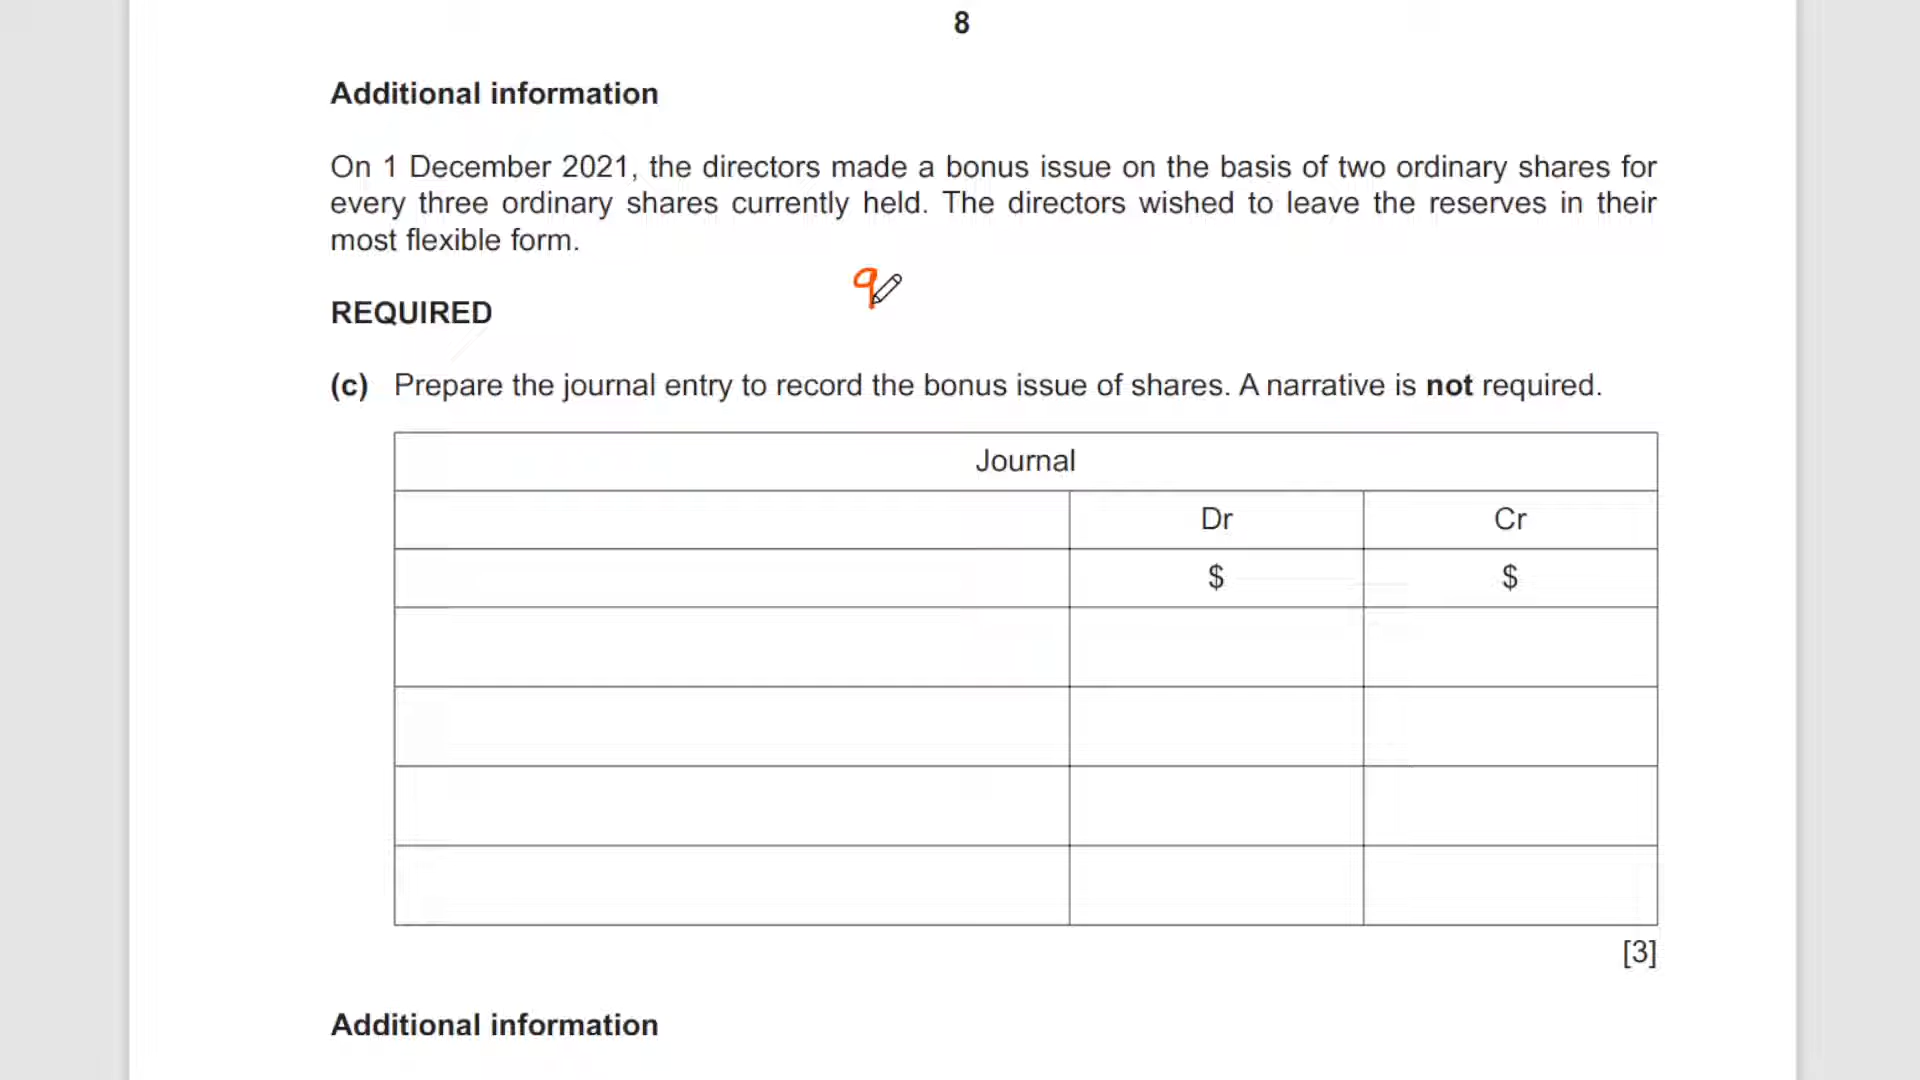 8
Additional information
On 1 December 2021, the directors made a bonus issue on the basis of two ordinary shares for
every three ordinary shares currently held. The directors wished to leave the reserves in their
most flexible form.
9
REQUIRED
(c) Prepare the journal entry to record the bonus issue of shares. A narrative is not required.
Journal
Dr Cr
$ $
[3]
Additional information